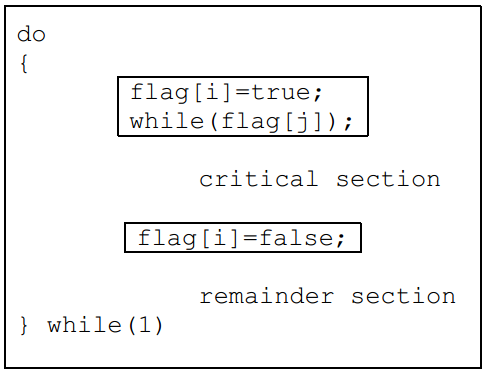 do
{
flag[i]=true;
while(flag[j]);
critical section
flag[i]=false;
remainder section
} while(1)